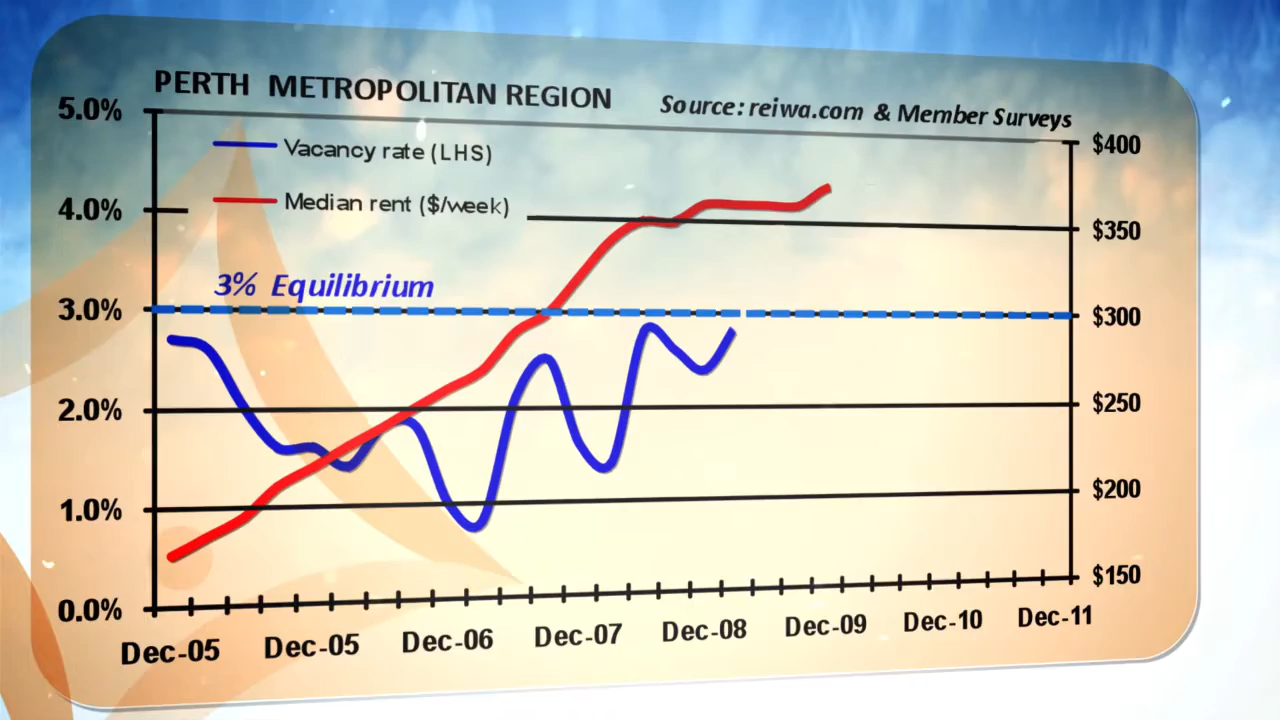 PERTH METROPOLITAN REGION
Source: reiwa.com & Member Surveys
5.0%
4.0%
3.0%
2.0%
1.0%
0.0%
Vacancy rate (LHS)
Median rent ($/week)
3% Equilibrium
$400
$350
$300
$250
$200
$150
Dec-05 Dec-05 Dec-06 Dec-07 Dec-08 Dec-09 Dec-10 Dec-11